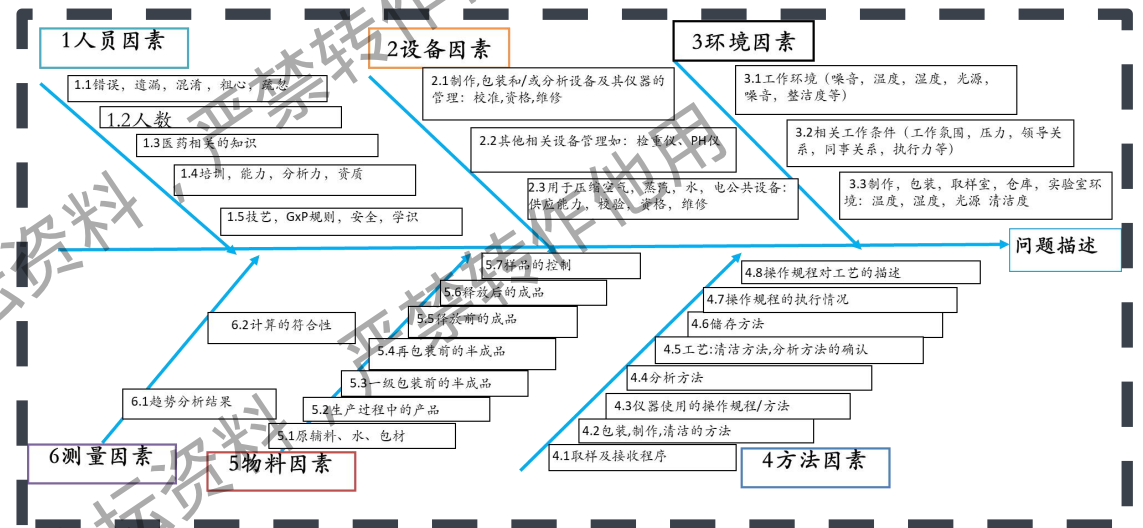 1人员因素
1.1错误，遗漏，混淆，粗心，疏忽
1.2人数
1.3医药相关的知识
1.4培训，能力，分析力，资质
1.5技艺，GxP规则，安全，学识
2设备因素
2.1制作,包装和/或分析设备及其仪器的
管理：校准,资格,维修
2.2其他相关设备管理如：检重仪、PH仪
2.3用于压缩空气，蒸汽，水，电公共设备：
供应能力，校验，资格，维修
3环境因素
3.1工作环境（噪音，温度，湿度，光源，
噪音，整洁度等）
3.2相关工作条件（工作氛围，压力，领导关
系，同事关系，执行力等）
3.3制作，包装，取样室，仓库，实验室环
境：温度，湿度，光源 清洁度
问题描述
6.2计算的符合性
6.1趋势分析结果
6测量因素
5.7样品的控制
5.6释放后的成品
5.5释放前的成品
5.4再包装前的半成品
5.3一级包装前的半成品
5.2生产过程中的产品
5.1原辅料、水、包材
5物料因素
4.8操作规程对工艺的描述
4.7操作规程的执行情况
4.6储存方法
4.5工艺:清洁方法,分析方法的确认
4.4分析方法
4.3仪器使用的操作规程/方法
4.2包装,制作,清洁的方法
4.1取样及接收程序
4方法因素
坛资料，严禁转作
坛资料，严禁转作他用